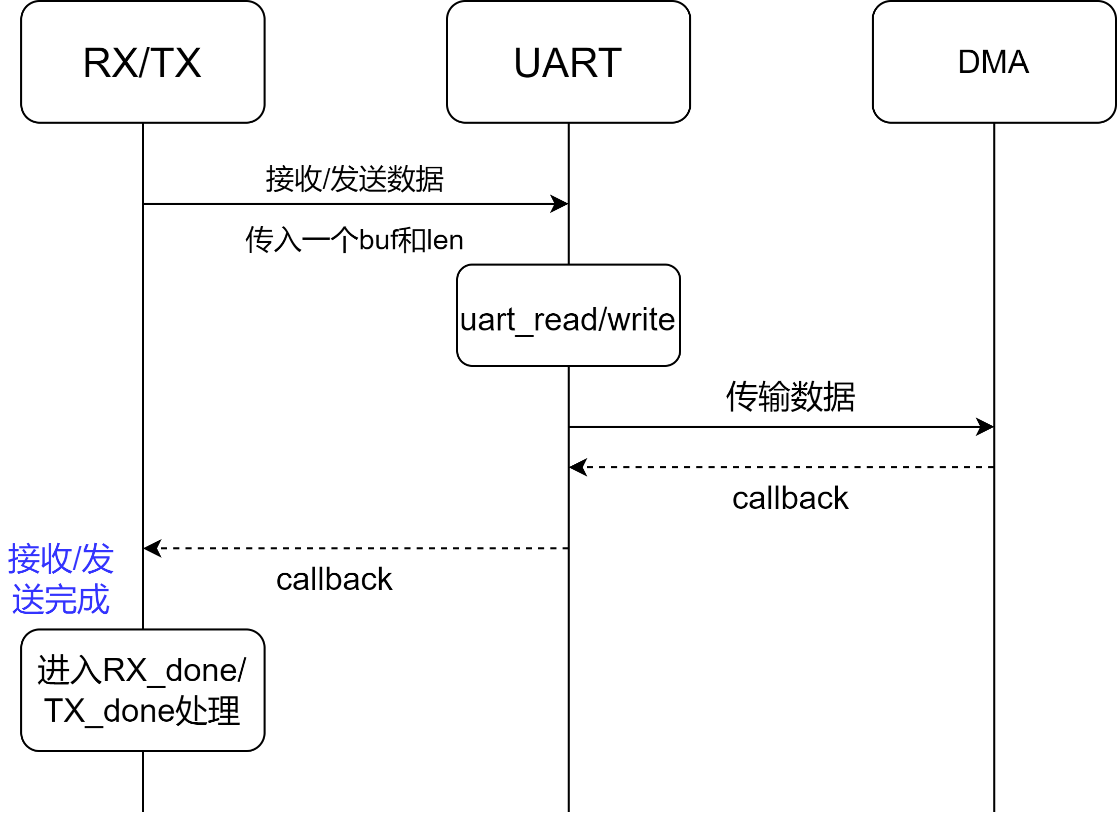 RX/TX
UART
DMA
接收/发送数据
传入一个buf和len
uart_read/write
传输数据
callback
callback
接收/发
送完成
进入RX_done/
TX_done处理